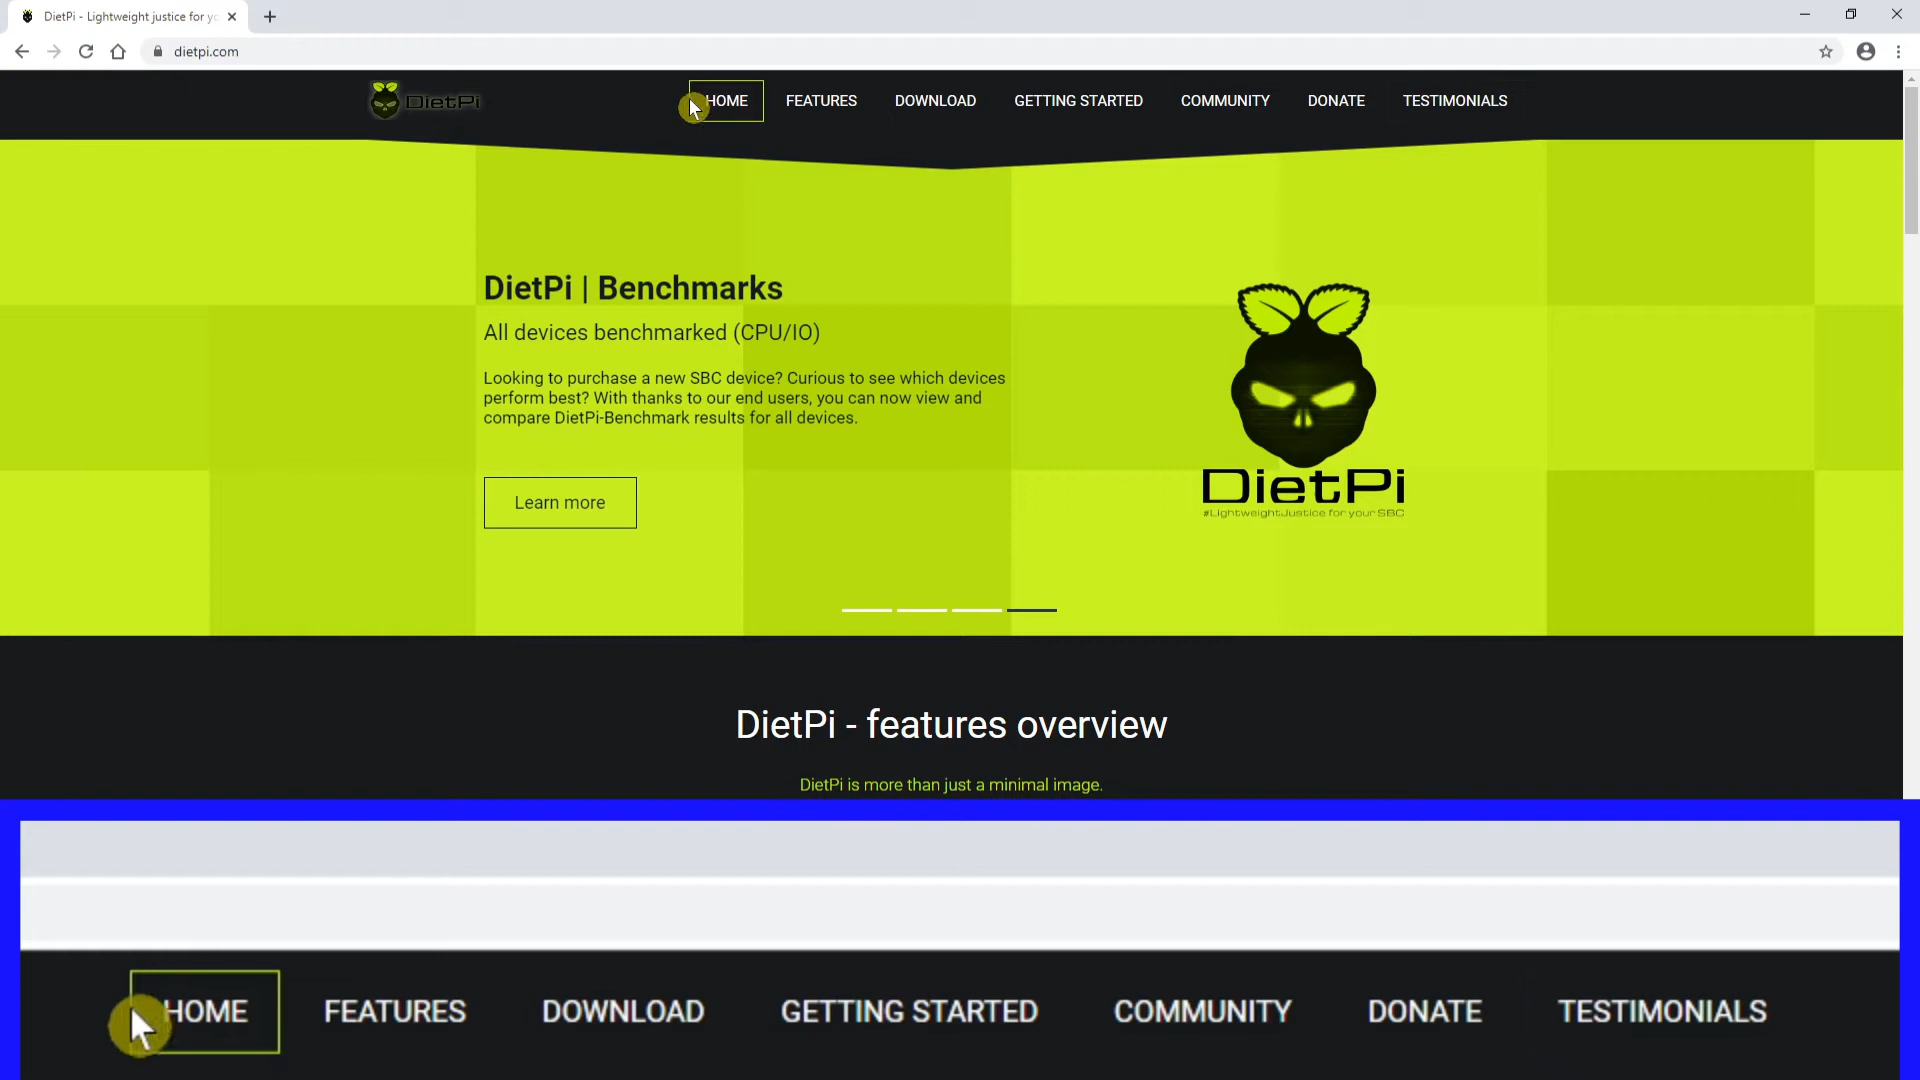 DietPi - Lightweight justice for yo
dietpi.com
DietPi
HOME
FEATURES
DOWNLOAD
GETTING STARTED
COMMUNITY
DONATE
TESTIMONIALS
DietPi | Benchmarks
All devices benchmarked (CPU/IO)
Looking to purchase a new SBC device? Curious to see which devices
perform best? With thanks to our end users, you can now view and
compare DietPi-Benchmark results for all devices.
Learn more
DietPi
#LightweightJustice for your SBC
DietPi - features overview
DietPi is more than just a minimal image.
HOME
FEATURES
DOWNLOAD
GETTING STARTED
COMMUNITY
DONATE
TESTIMONIALS